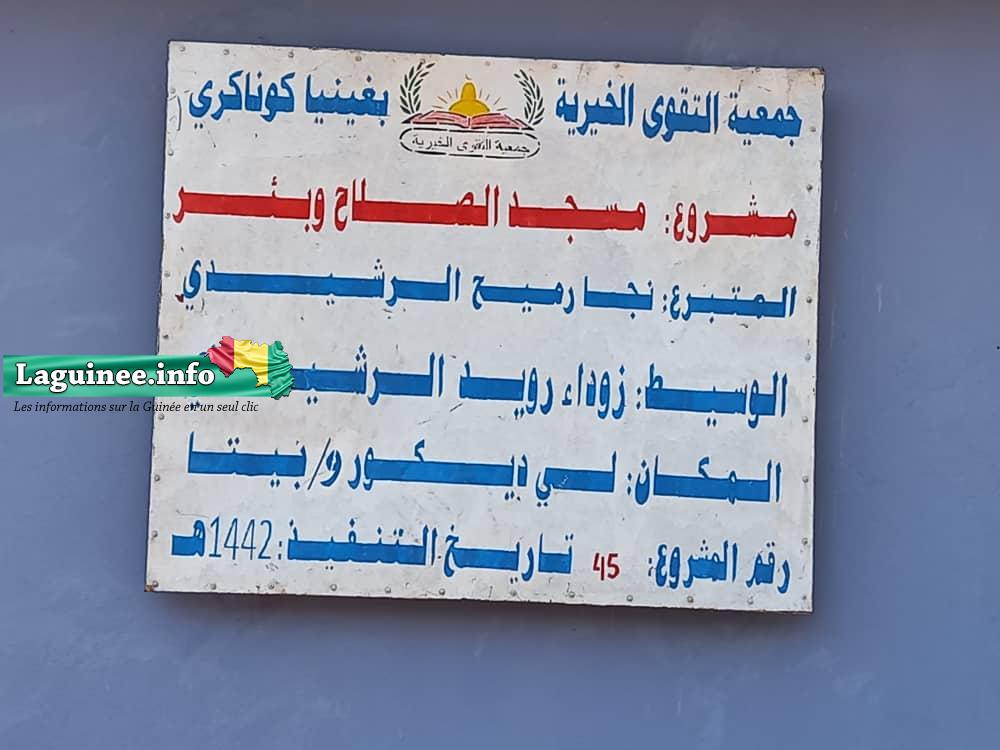 جمعية التقوى الخيرية بغينيا كوناكري
جمعية التقوى الخيرية
مشروع: مسجد الصلاح وبئر
المتبرع: نجا رميح الرشيدي
الوسيط: زوداء رويد
المكان: لي ديكور و/بيتا
رقم المشروع: 45 تاريخ التنفيذ: 1442هـ
Laguinee.info
Les informations sur la Guinée en un seul clic